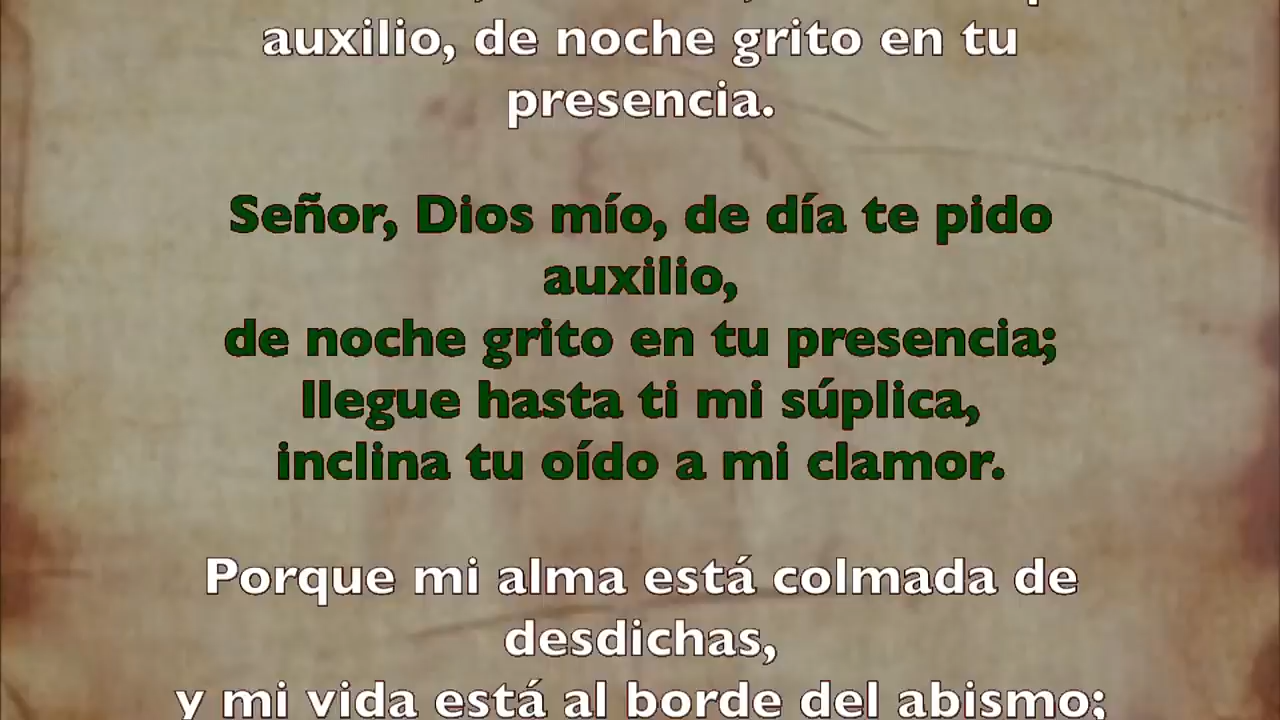 auxilio, de noche grito en tu
presencia.
Señor, Dios mío, de día te pido
auxilio,
de noche grito en tu presencia;
llegue hasta ti mi súplica,
inclina tu oído a mi clamor.
Porque mi alma está colmada de
desdichas,
y mi vida está al borde del abismo;